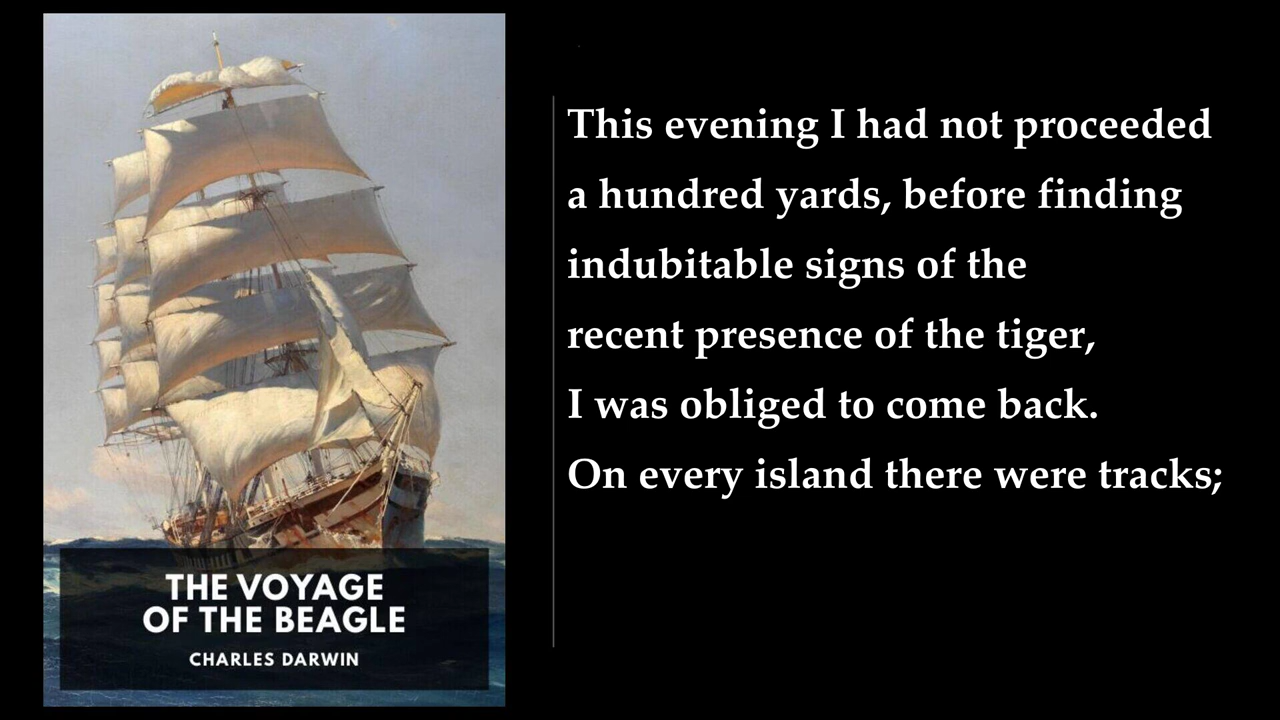 THE VOYAGE
OF THE BEAGLE
CHARLES DARWIN
This evening I had not proceeded
a hundred yards, before finding
indubitable signs of the
recent presence of the tiger,
I was obliged to come back.
On every island there were tracks;